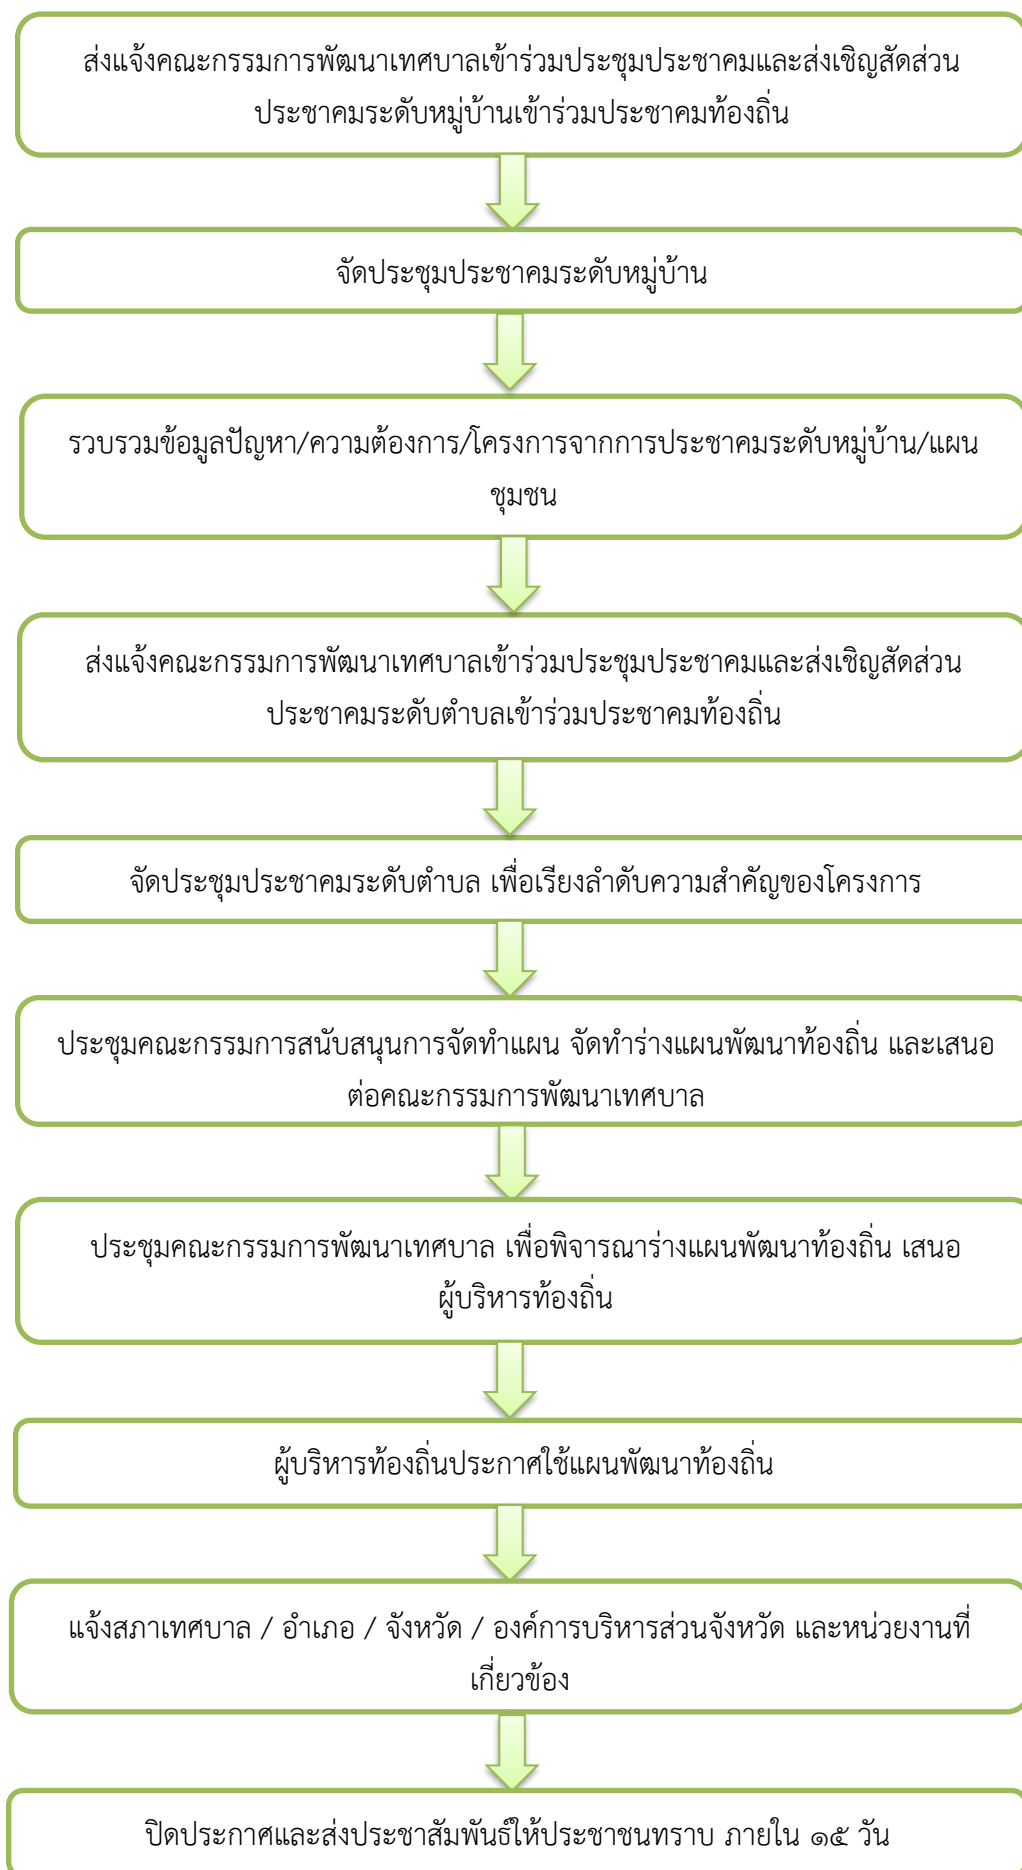 ส่งแจ้งคณะกรรมการพัฒนาเทศบาลเข้าร่วมประชุมประชาคมและส่งเชิญสัดส่วน
ประชาคมระดับหมู่บ้านเข้าร่วมประชาคมท้องถิ่น
จัดประชุมประชาคมระดับหมู่บ้าน
รวบรวมข้อมูลปัญหา/ความต้องการ/โครงการจากการประชาคมระดับหมู่บ้าน/แผน
ชุมชน
ส่งแจ้งคณะกรรมการพัฒนาเทศบาลเข้าร่วมประชุมประชาคมและส่งเชิญสัดส่วน
ประชาคมระดับตำบลเข้าร่วมประชาคมท้องถิ่น
จัดประชุมประชาคมระดับตำบล เพื่อเรียงลำดับความสำคัญของโครงการ
ประชุมคณะกรรมการสนับสนุนการจัดทำแผน จัดทำร่างแผนพัฒนาท้องถิ่น และเสนอ
ต่อคณะกรรมการพัฒนาเทศบาล
ประชุมคณะกรรมการพัฒนาเทศบาล เพื่อพิจารณาร่างแผนพัฒนาท้องถิ่น เสนอ
ผู้บริหารท้องถิ่น
ผู้บริหารท้องถิ่นประกาศใช้แผนพัฒนาท้องถิ่น
แจ้งสภาเทศบาล / อำเภอ / จังหวัด / องค์การบริหารส่วนจังหวัด และหน่วยงานที่
เกี่ยวข้อง
ปิดประกาศและส่งประชาสัมพันธ์ให้ประชาชนทราบ ภายใน ๑๕ วัน